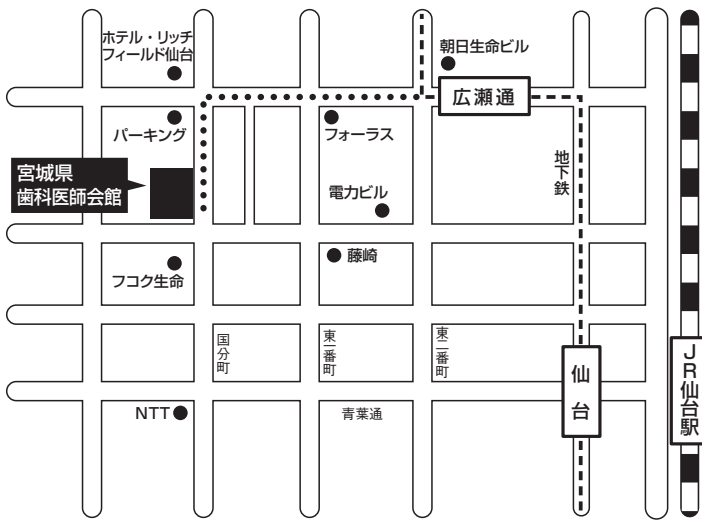 ホテル・リッチ
フィールド仙台
朝日生命ビル
広瀬通
パーキング
フォーラス
地下鉄
宮城県
歯科医師会館
電力ビル
藤崎
フコク生命
国分町
東一番町
東二番町
JR仙台駅
仙台
NTT
青葉通